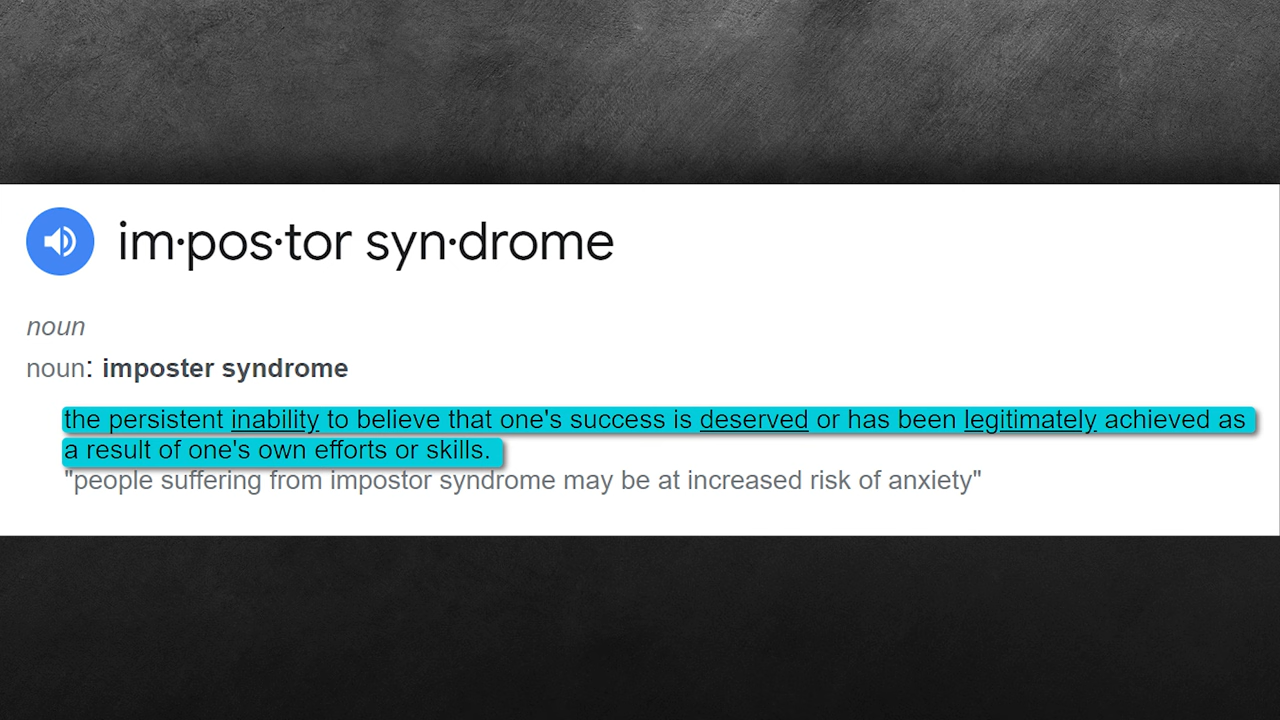 im·pos·tor syn·drome
noun
noun: imposter syndrome
the persistent inability to believe that one's success is deserved or has been legitimately achieved as
a result of one's own efforts or skills.
"people suffering from impostor syndrome may be at increased risk of anxiety"